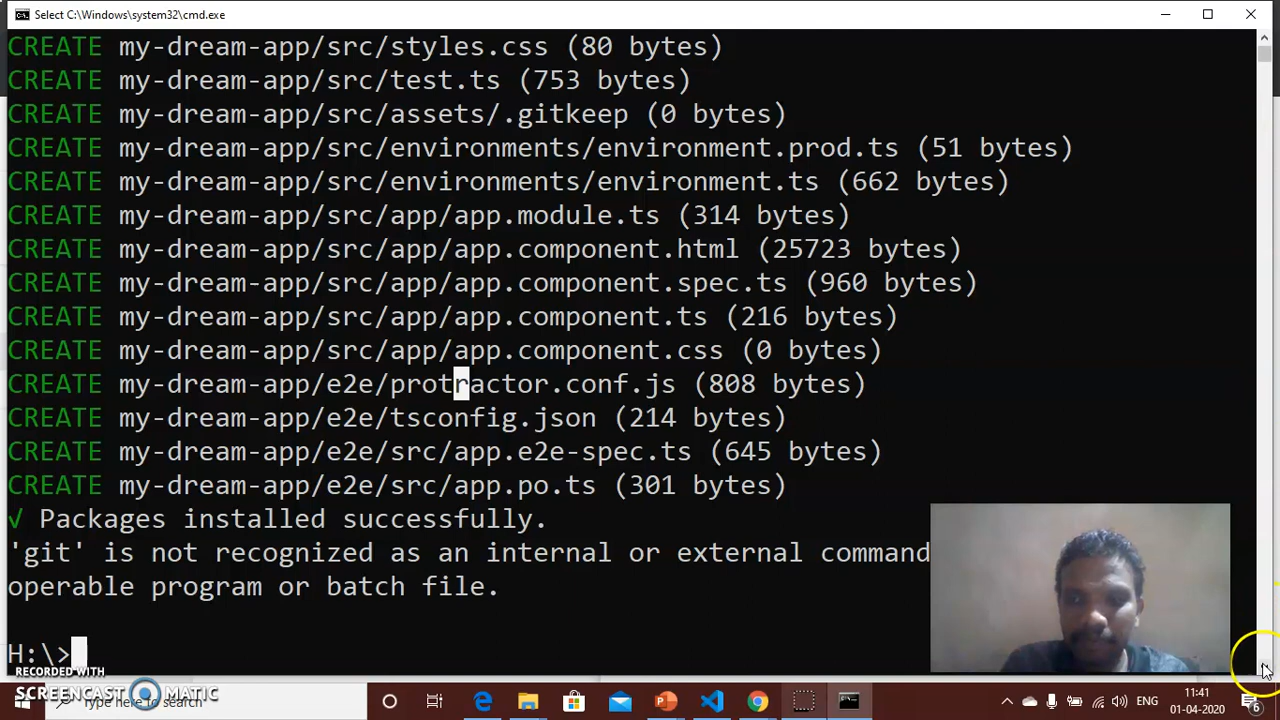 Select C:\Windows\system32\cmd.exe
CREATE my-dream-app/src/styles.css (80 bytes)
CREATE my-dream-app/src/test.ts (753 bytes)
CREATE my-dream-app/src/assets/.gitkeep (0 bytes)
CREATE my-dream-app/src/environments/environment.prod.ts (51 bytes)
CREATE my-dream-app/src/environments/environment.ts (662 bytes)
CREATE my-dream-app/src/app/app.module.ts (314 bytes)
CREATE my-dream-app/src/app/app.component.html (25723 bytes)
CREATE my-dream-app/src/app/app.component.spec.ts (960 bytes)
CREATE my-dream-app/src/app/app.component.ts (216 bytes)
CREATE my-dream-app/src/app/app.component.css (0 bytes)
CREATE my-dream-app/e2e/protractor.conf.js (808 bytes)
CREATE my-dream-app/e2e/tsconfig.json (214 bytes)
CREATE my-dream-app/e2e/src/app.e2e-spec.ts (645 bytes)
CREATE my-dream-app/e2e/src/app.po.ts (301 bytes)
√ Packages installed successfully.
'git' is not recognized as an internal or external command
operable program or batch file.
H:\>
RECORDED WITH
SCREENCAST MATIC
Type here to search
ENG
11:41
01-04-2020
6